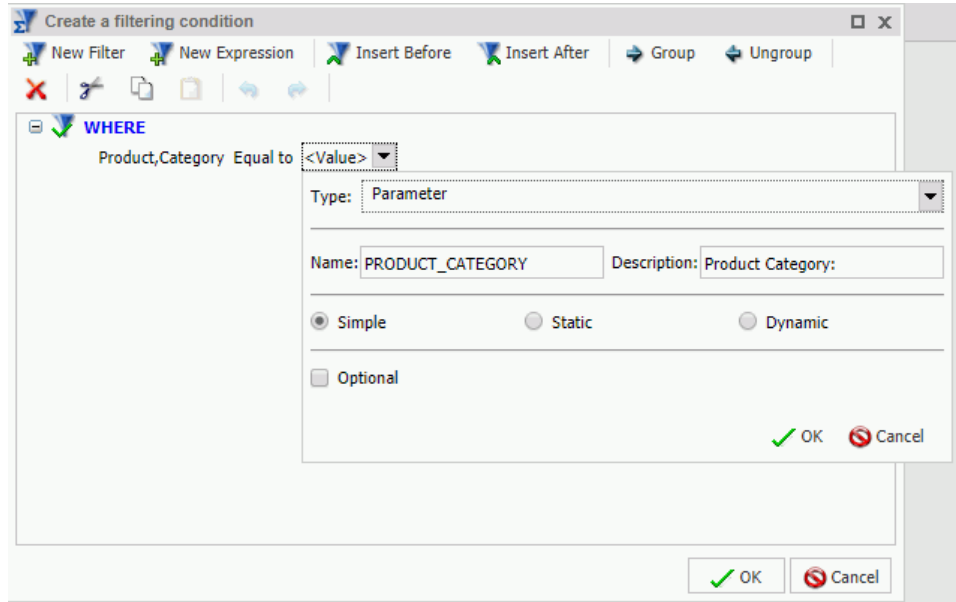 Create a filtering condition
New Filter New Expression Insert Before Insert After Group Ungroup
WHERE
Product,Category Equal to <Value>
Type: Parameter
Name: PRODUCT_CATEGORY Description: Product Category:
Simple Static Dynamic
Optional
OK Cancel
OK Cancel